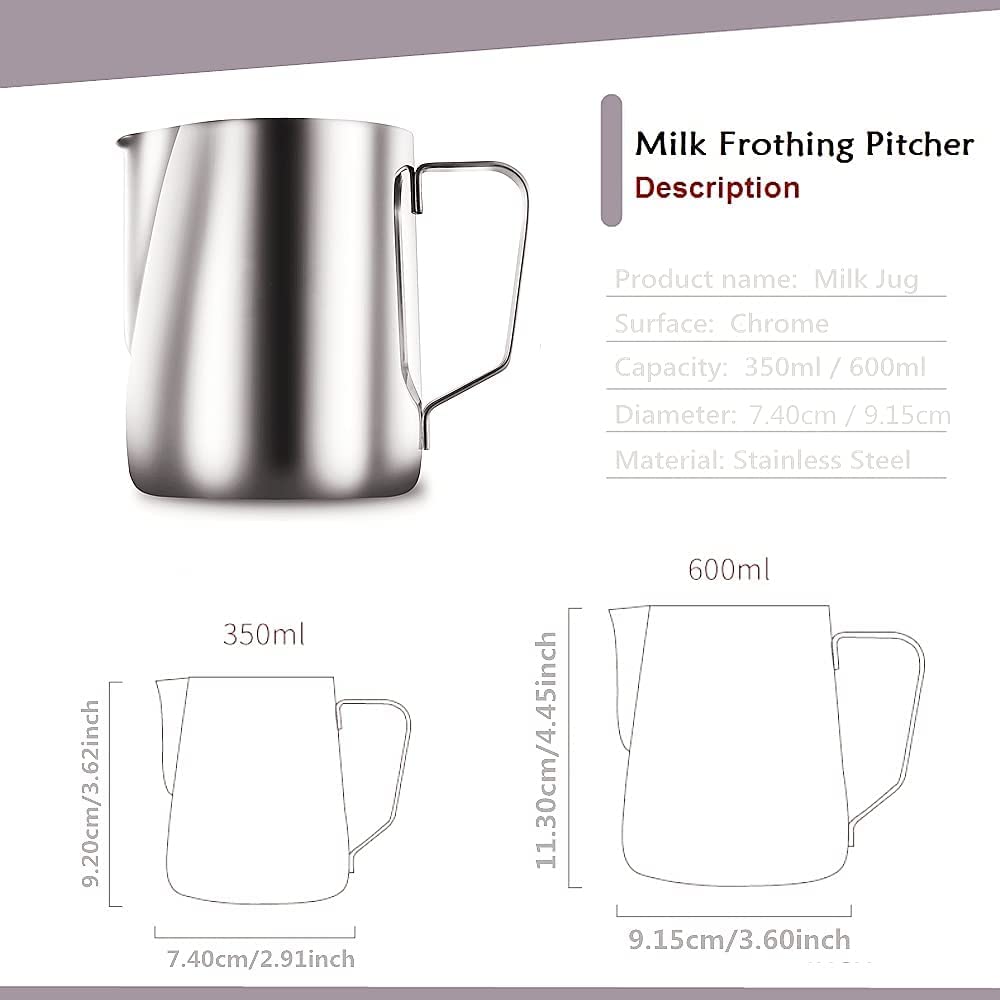 Milk Frothing Pitcher
Description
Product name: Milk Jug
Surface: Chrome
Capacity: 350ml / 600ml
Diameter: 7.40cm / 9.15cm
Material: Stainless Steel
350ml
9.20cm/3.62inch
7.40cm/2.91inch
600ml
11.30cm/4.45inch
9.15cm/3.60inch